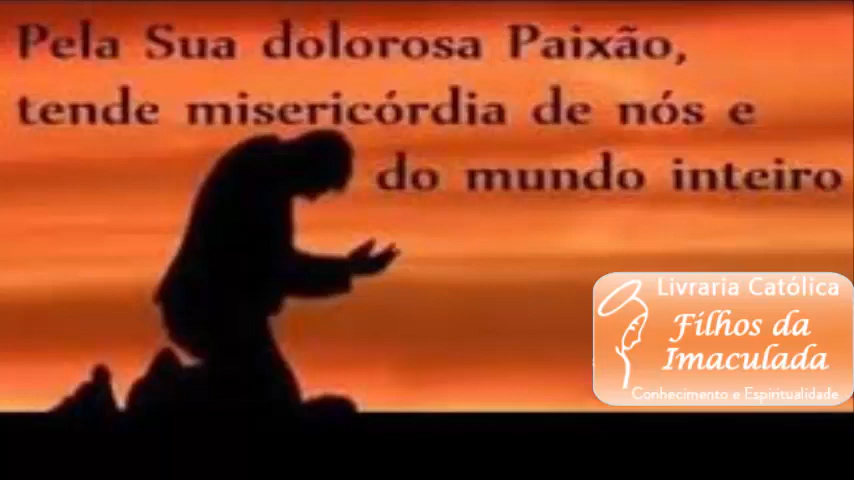 Pela Sua dolorosa Paixão,
tende misericórdia de nós e
do mundo inteiro
Livraria Católica
Filhos da
Imaculada
Conhecimento e Espiritualidade